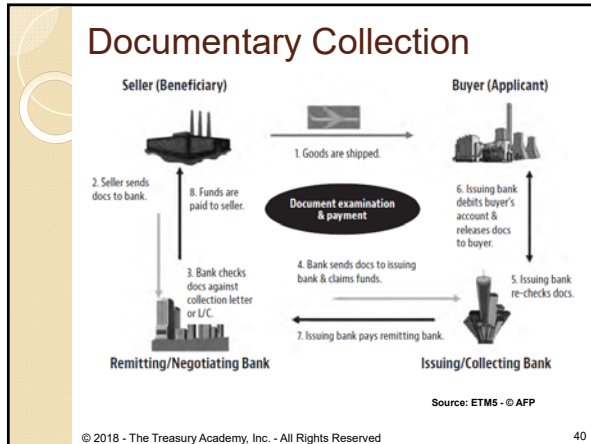 Documentary Collection
Seller (Beneficiary)
Buyer (Applicant)
1. Goods are shipped.
2. Seller sends
docs to bank.
8. Funds are
paid to seller.
Document examination
& payment
6. Issuing bank
debits buyer's
account &
releases docs
to buyer.
3. Bank checks
docs against
collection letter
or L/C.
4. Bank sends docs to issuing
bank & claims funds.
5. Issuing bank
re-checks docs.
7. Issuing bank pays remitting bank.
Remitting/Negotiating Bank
Issuing/Collecting Bank
Source: ETM5 - © AFP
© 2018 - The Treasury Academy, Inc. - All Rights Reserved
40